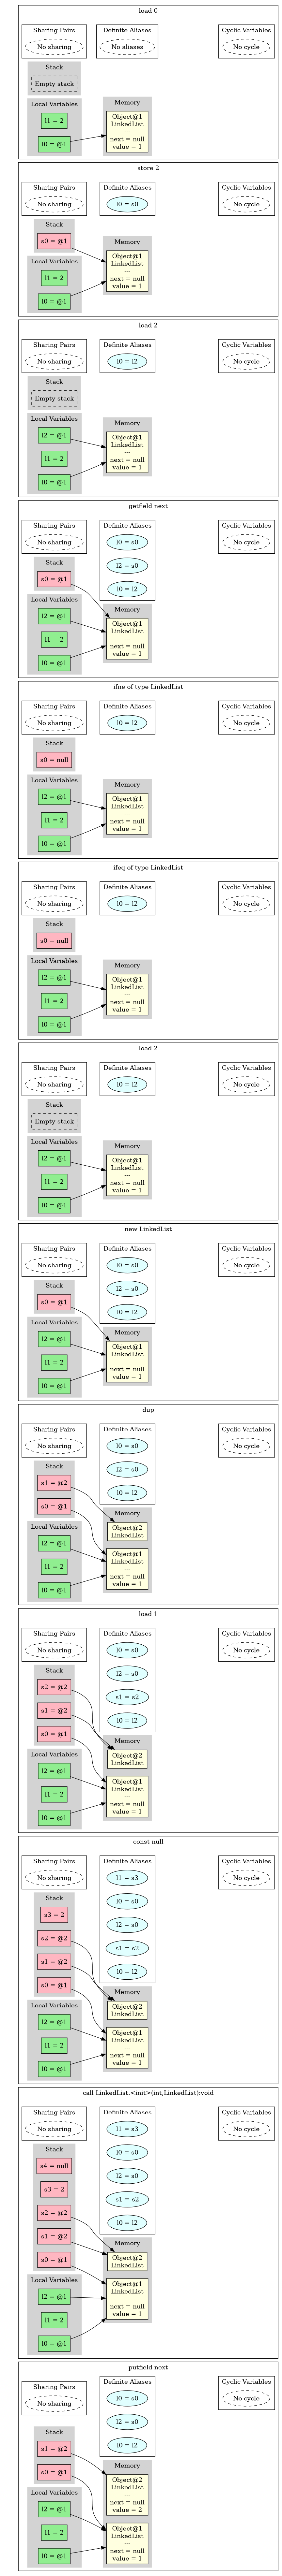 load 0
Sharing Pairs
No sharing
Definite Aliases
No aliases
Cyclic Variables
No cycle
Stack
Empty stack
Local Variables
l1 = 2
l0 = @1
Memory
Object@1
LinkedList
...
next = null
value = 1
store 2
Sharing Pairs
No sharing
Definite Aliases
l0 = s0
Cyclic Variables
No cycle
Stack
s0 = @1
Local Variables
l1 = 2
l0 = @1
Memory
Object@1
LinkedList
...
next = null
value = 1
load 2
Sharing Pairs
No sharing
Definite Aliases
l0 = l2
Cyclic Variables
No cycle
Stack
Empty stack
Local Variables
l2 = @1
l1 = 2
l0 = @1
Memory
Object@1
LinkedList
...
next = null
value = 1
getfield next
Sharing Pairs
No sharing
Definite Aliases
l0 = s0
l2 = s0
l0 = l2
Cyclic Variables
No cycle
Stack
s0 = @1
Local Variables
l2 = @1
l1 = 2
l0 = @1
Memory
Object@1
LinkedList
...
next = null
value = 1
ifne of type LinkedList
Sharing Pairs
No sharing
Definite Aliases
l0 = l2
Cyclic Variables
No cycle
Stack
s0 = null
Local Variables
l2 = @1
l1 = 2
l0 = @1
Memory
Object@1
LinkedList
...
next = null
value = 1
ifeq of type LinkedList
Sharing Pairs
No sharing
Definite Aliases
l0 = l2
Cyclic Variables
No cycle
Stack
s0 = null
Local Variables
l2 = @1
l1 = 2
l0 = @1
Memory
Object@1
LinkedList
...
next = null
value = 1
load 2
Sharing Pairs
No sharing
Definite Aliases
l0 = l2
Cyclic Variables
No cycle
Stack
Empty stack
Local Variables
l2 = @1
l1 = 2
l0 = @1
Memory
Object@1
LinkedList
...
next = null
value = 1
new LinkedList
Sharing Pairs
No sharing
Definite Aliases
l0 = s0
l2 = s0
l0 = l2
Cyclic Variables
No cycle
Stack
s0 = @1
Local Variables
l2 = @1
l1 = 2
l0 = @1
Memory
Object@1
LinkedList
...
next = null
value = 1
dup
Sharing Pairs
No sharing
Definite Aliases
l0 = s0
l2 = s0
l0 = l2
Cyclic Variables
No cycle
Stack
s1 = @2
s0 = @1
Local Variables
l2 = @1
l1 = 2
l0 = @1
Memory
Object@2
LinkedList
Object@1
LinkedList
...
next = null
value = 1
load 1
Sharing Pairs
No sharing
Definite Aliases
l0 = s0
l2 = s0
s1 = s2
l0 = l2
Cyclic Variables
No cycle
Stack
s2 = @2
s1 = @2
s0 = @1
Local Variables
l2 = @1
l1 = 2
l0 = @1
Memory
Object@2
LinkedList
Object@1
LinkedList
...
next = null
value = 1
const null
Sharing Pairs
No sharing
Definite Aliases
l1 = s3
l0 = s0
l2 = s0
s1 = s2
l0 = l2
Cyclic Variables
No cycle
Stack
s3 = 2
s2 = @2
s1 = @2
s0 = @1
Local Variables
l2 = @1
l1 = 2
l0 = @1
Memory
Object@2
LinkedList
Object@1
LinkedList
...
next = null
value = 1
call LinkedList.&lt;init&gt;(int,LinkedList):void
Sharing Pairs
No sharing
Definite Aliases
l1 = s3
l0 = s0
l2 = s0
s1 = s2
l0 = l2
Cyclic Variables
No cycle
Stack
s4 = null
s3 = 2
s2 = @2
s1 = @2
s0 = @1
Local Variables
l2 = @1
l1 = 2
l0 = @1
Memory
Object@2
LinkedList
Object@1
LinkedList
...
next = null
value = 1
putfield next
Sharing Pairs
No sharing
Definite Aliases
l0 = s0
l2 = s0
l0 = l2
Cyclic Variables
No cycle
Stack
s1 = @2
s0 = @1
Local Variables
l2 = @1
l1 = 2
l0 = @1
Memory
Object@2
LinkedList
...
next = null
value = 2
Object@1
LinkedList
...
next = null
value = 1